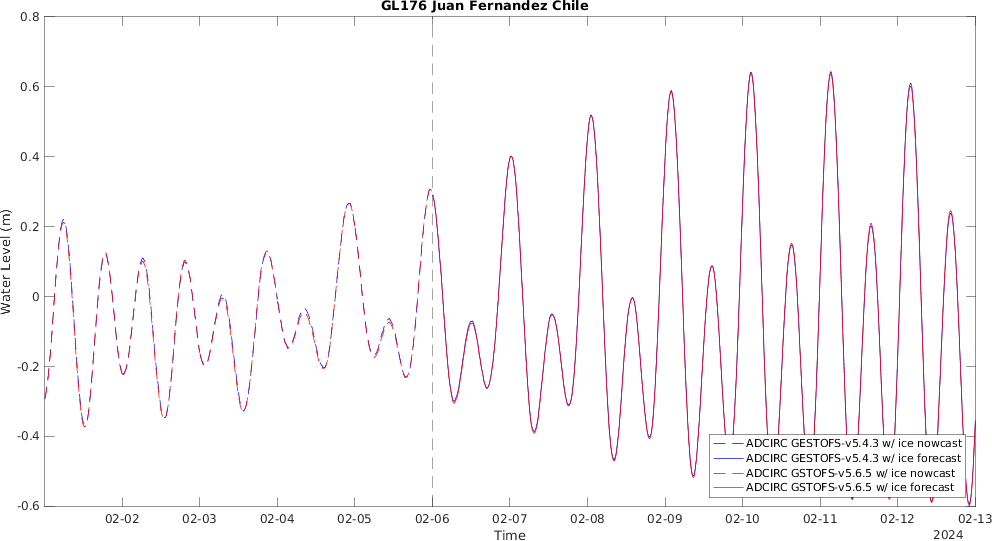 GL176 Juan Fernandez Chile
0.8
0.6
0.4
0.2
0
-0.2
-0.4
-0.6
Water Level (m)
ADCIRC GESTOFS-v5.4.3 w/ ice nowcast
ADCIRC GESTOFS-v5.4.3 w/ ice forecast
ADCIRC GSTOFS-v5.6.5 w/ ice nowcast
ADCIRC GSTOFS-v5.6.5 w/ ice forecast
02-02 02-03 02-04 02-05 02-06 02-07 02-08 02-09 02-10 02-11 02-12 02-13
Time
2024